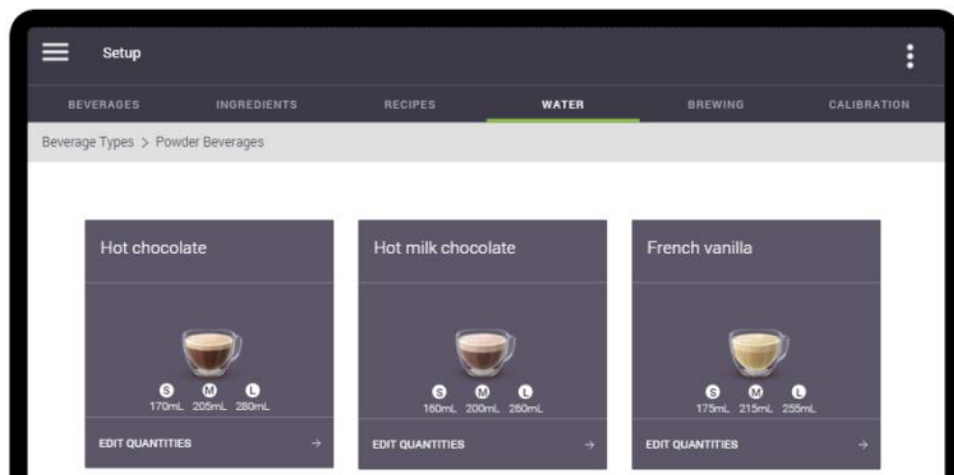 Setup
BEVERAGES INGREDIENTS RECIPES WATER BREWING CALIBRATION
Beverage Types > Powder Beverages
Hot chocolate
S M L
170mL 205mL 280mL
EDIT QUANTITIES →
Hot milk chocolate
S M L
160mL 200mL 260mL
EDIT QUANTITIES →
French vanilla
S M L
175mL 215mL 255mL
EDIT QUANTITIES →